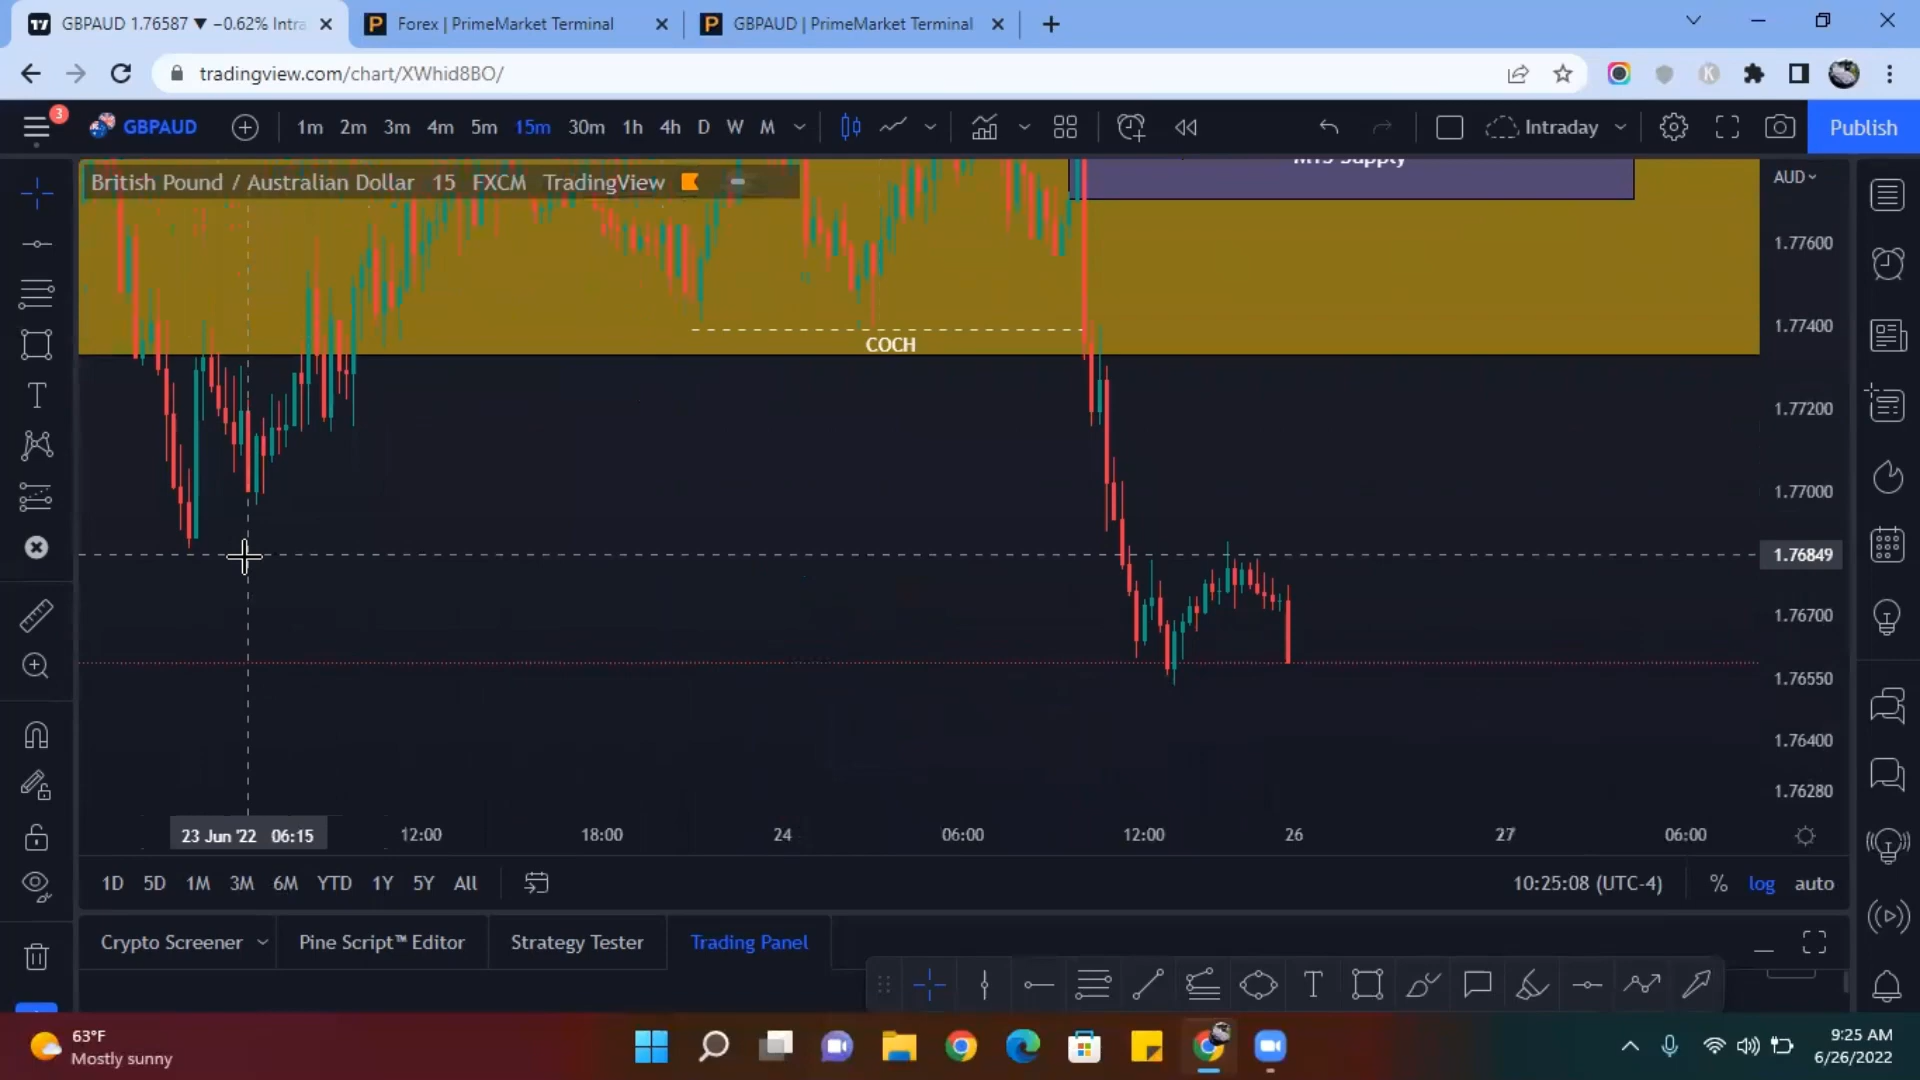 GBPAUD 1.76587 ▼ −0.62% Intra
Forex | PrimeMarket Terminal
GBPAUD | PrimeMarket Terminal
tradingview.com/chart/XWhid8BO/
K
3
GBPAUD
1m 2m 3m 4m 5m 15m 30m 1h 4h D W M
Intraday
Publish
British Pound / Australian Dollar 15 FXCM TradingView
MTS Supply
AUD
1.77600
1.77400
COCH
1.77200
1.77000
1.76849
1.76700
1.76550
1.76400
1.76280
23 Jun '22 06:15
12:00
18:00
24
06:00
12:00
26
27
06:00
1D 5D 1M 3M 6M YTD 1Y 5Y All
10:25:08 (UTC-4)
% log auto
Crypto Screener
Pine Script™ Editor
Strategy Tester
Trading Panel
63°F
Mostly sunny
9:25 AM
6/26/2022